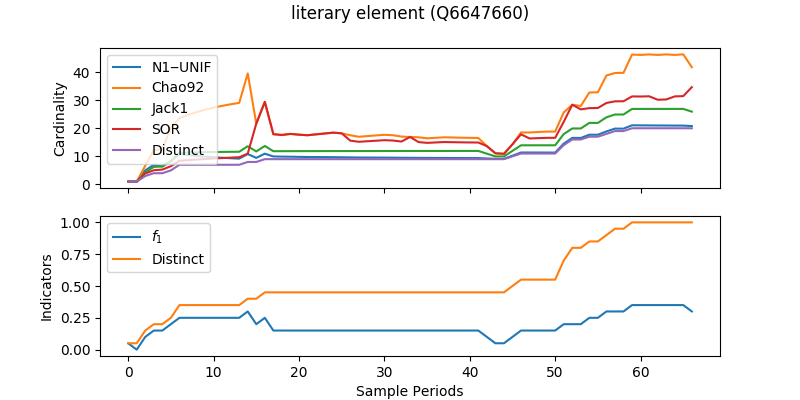 literary element (Q6647660)
Cardinality
40
30
20
10
0
N1‒UNIF
Chao92
Jack1
SOR
Distinct
Indicators
1.00
0.75
0.50
0.25
0.00
f1
Distinct
0 10 20 30 40 50 60
Sample Periods